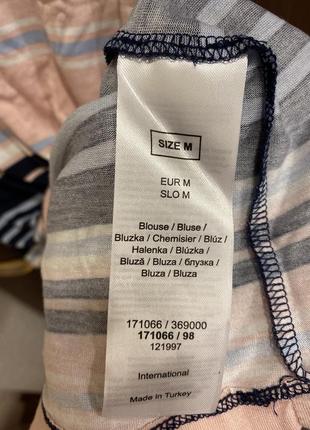 SIZE M
EUR M
SLO M
Blouse / Bluse /
Bluzka / Chemisier / Blúz /
Halenka / Blúzka /
Bluză / Bluza / блузка /
Bluza / Bluza
171066 / 369000
171066 / 98
121997
International
Made in Turkey